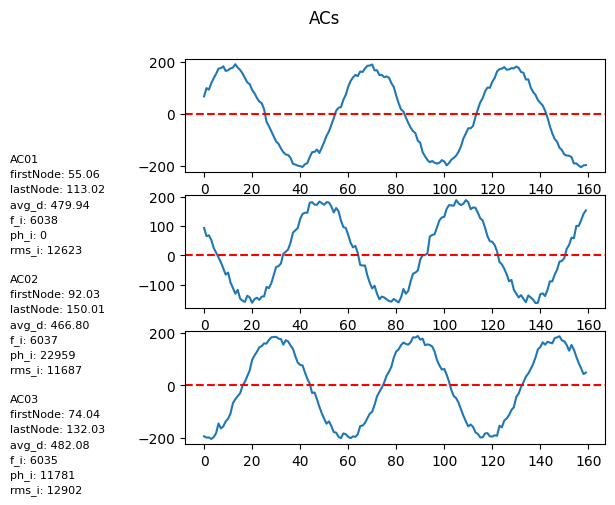 ACs
200
0
−200
0 20 40 60 80 100 120 140 160
200
100
0
−100
0 20 40 60 80 100 120 140 160
200
0
−200
0 20 40 60 80 100 120 140 160
AC01
firstNode: 55.06
lastNode: 113.02
avg_d: 479.94
f_i: 6038
ph_i: 0
rms_i: 12623
AC02
firstNode: 92.03
lastNode: 150.01
avg_d: 466.80
f_i: 6037
ph_i: 22959
rms_i: 11687
AC03
firstNode: 74.04
lastNode: 132.03
avg_d: 482.08
f_i: 6035
ph_i: 11781
rms_i: 12902